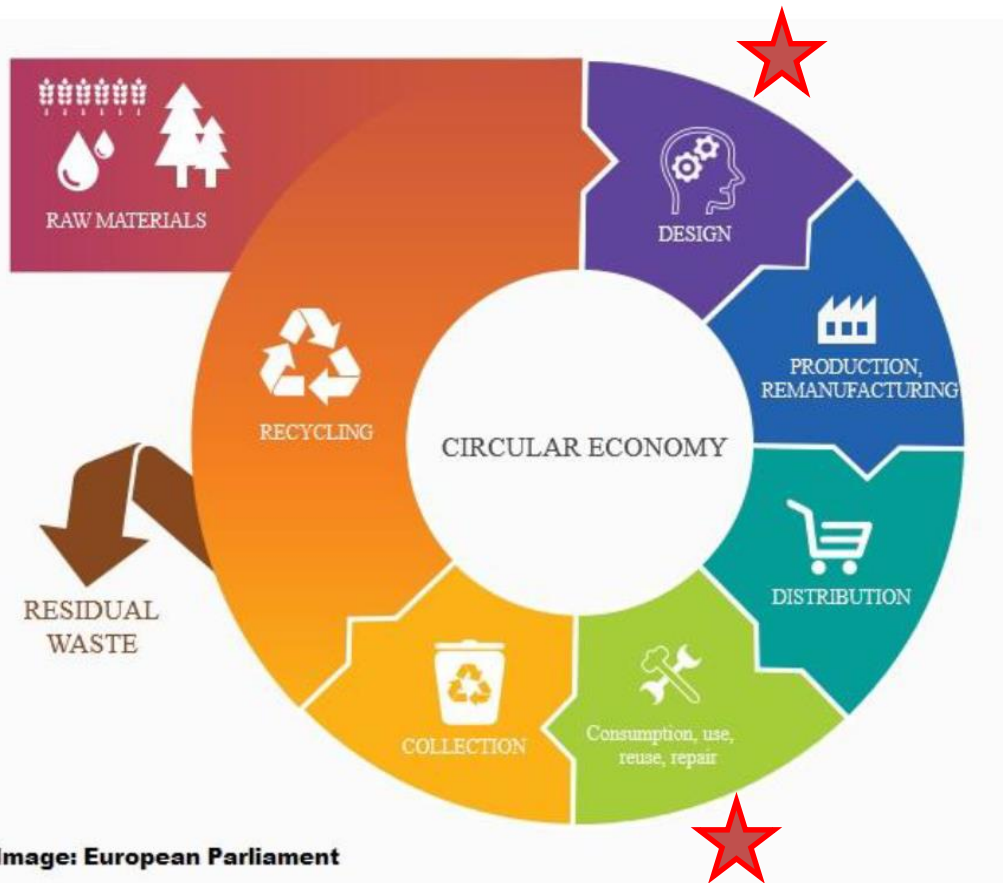 RAW MATERIALS
DESIGN
PRODUCTION,
REMANUFACTURING
RECYCLING
CIRCULAR ECONOMY
DISTRIBUTION
RESIDUAL
WASTE
COLLECTION
Consumption, use,
reuse, repair
Image: European Parliament